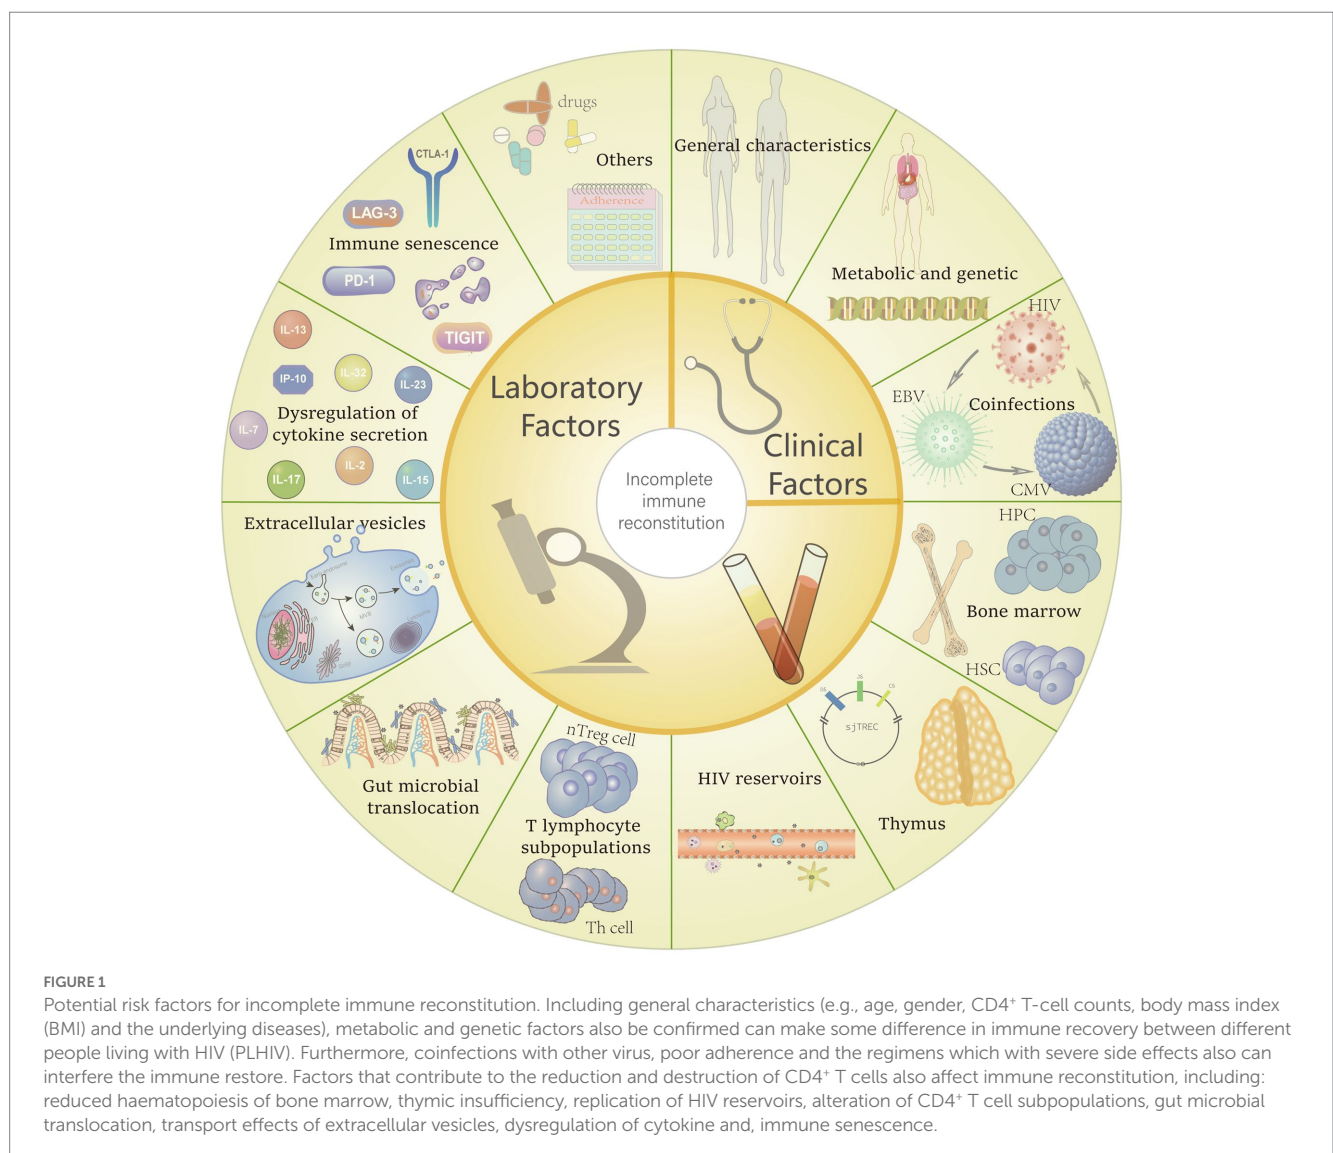 drugs
Others
Adherence
General characteristics
Metabolic and genetic
HIV
EBV
Coinfections
CMV
HPC
Bone marrow
HSC
sjTREC
Thymus
HIV reservoirs
nTreg cell
T lymphocyte
subpopulations
Th cell
Gut microbial
translocation
Extracellular vesicles
MVB
IL-13
IP-10
IL-32
IL-23
Dysregulation of
cytokine secretion
IL-7
IL-17
IL-2
IL-15
CTLA-1
LAG-3
Immune senescence
PD-1
TIGIT
Laboratory
Factors
Clinical
Factors
Incomplete
immune
reconstitution
FIGURE 1
Potential risk factors for incomplete immune reconstitution. Including general characteristics (e.g., age, gender, CD4⁺ T-cell counts, body mass index
(BMI) and the underlying diseases), metabolic and genetic factors also be confirmed can make some difference in immune recovery between different
people living with HIV (PLHIV). Furthermore, coinfections with other virus, poor adherence and the regimens which with severe side effects also can
interfere the immune restore. Factors that contribute to the reduction and destruction of CD4⁺ T cells also affect immune reconstitution, including:
reduced haematopoiesis of bone marrow, thymic insufficiency, replication of HIV reservoirs, alteration of CD4⁺ T cell subpopulations, gut microbial
translocation, transport effects of extracellular vesicles, dysregulation of cytokine and, immune senescence.